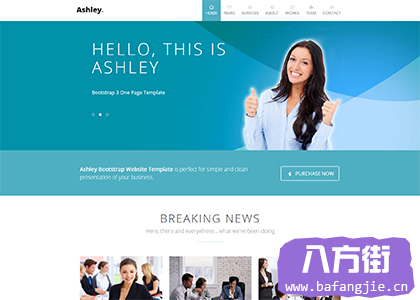 Ashley.
HOME NEWS SERVICES ABOUT WORKS TEAM CONTACT
HELLO, THIS IS
ASHLEY
Bootstrap 3 One Page Template
Ashley Bootstrap Website Template is perfect for simple and clean
presentation of your business.
PURCHASE NOW
BREAKING NEWS
Here, there and everywhere... what we've been doing
八方街
www.bafangjie.cn